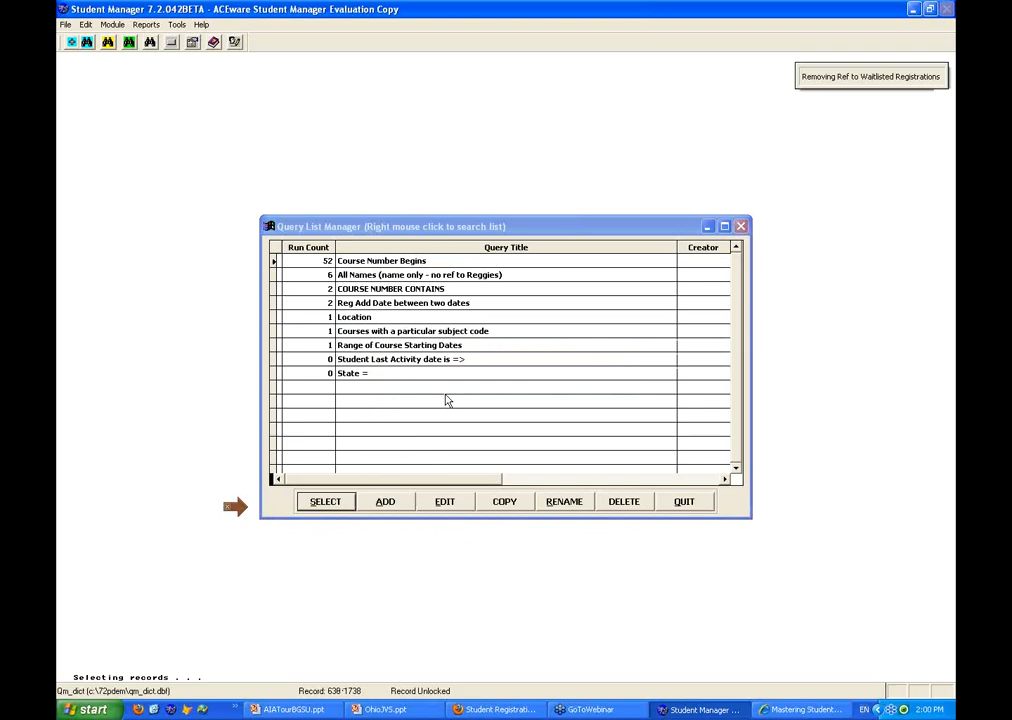 Student Manager 7.2.042BETA - ACEware Student Manager Evaluation Copy
File Edit Module Reports Tools Help
Removing Ref to Waitlisted Registrations
Query List Manager (Right mouse click to search list)
Run Count Query Title Creator
52 Course Number Begins
6 All Names (name only - no ref to Reggies)
2 COURSE NUMBER CONTAINS
2 Reg Add Date between two dates
1 Location
1 Courses with a particular subject code
1 Range of Course Starting Dates
0 Student Last Activity date is =>
0 State =
SELECT ADD EDIT COPY RENAME DELETE QUIT
Selecting records . . .
Qm_dict (c:\72pdem\qm_dict.dbf) Record: 638*1738 Record Unlocked
start AIATourBGSU.ppt OhioJVS.ppt Student Registrati... GoToWebinar Student Manager ... Mastering Student... EN 2:00 PM